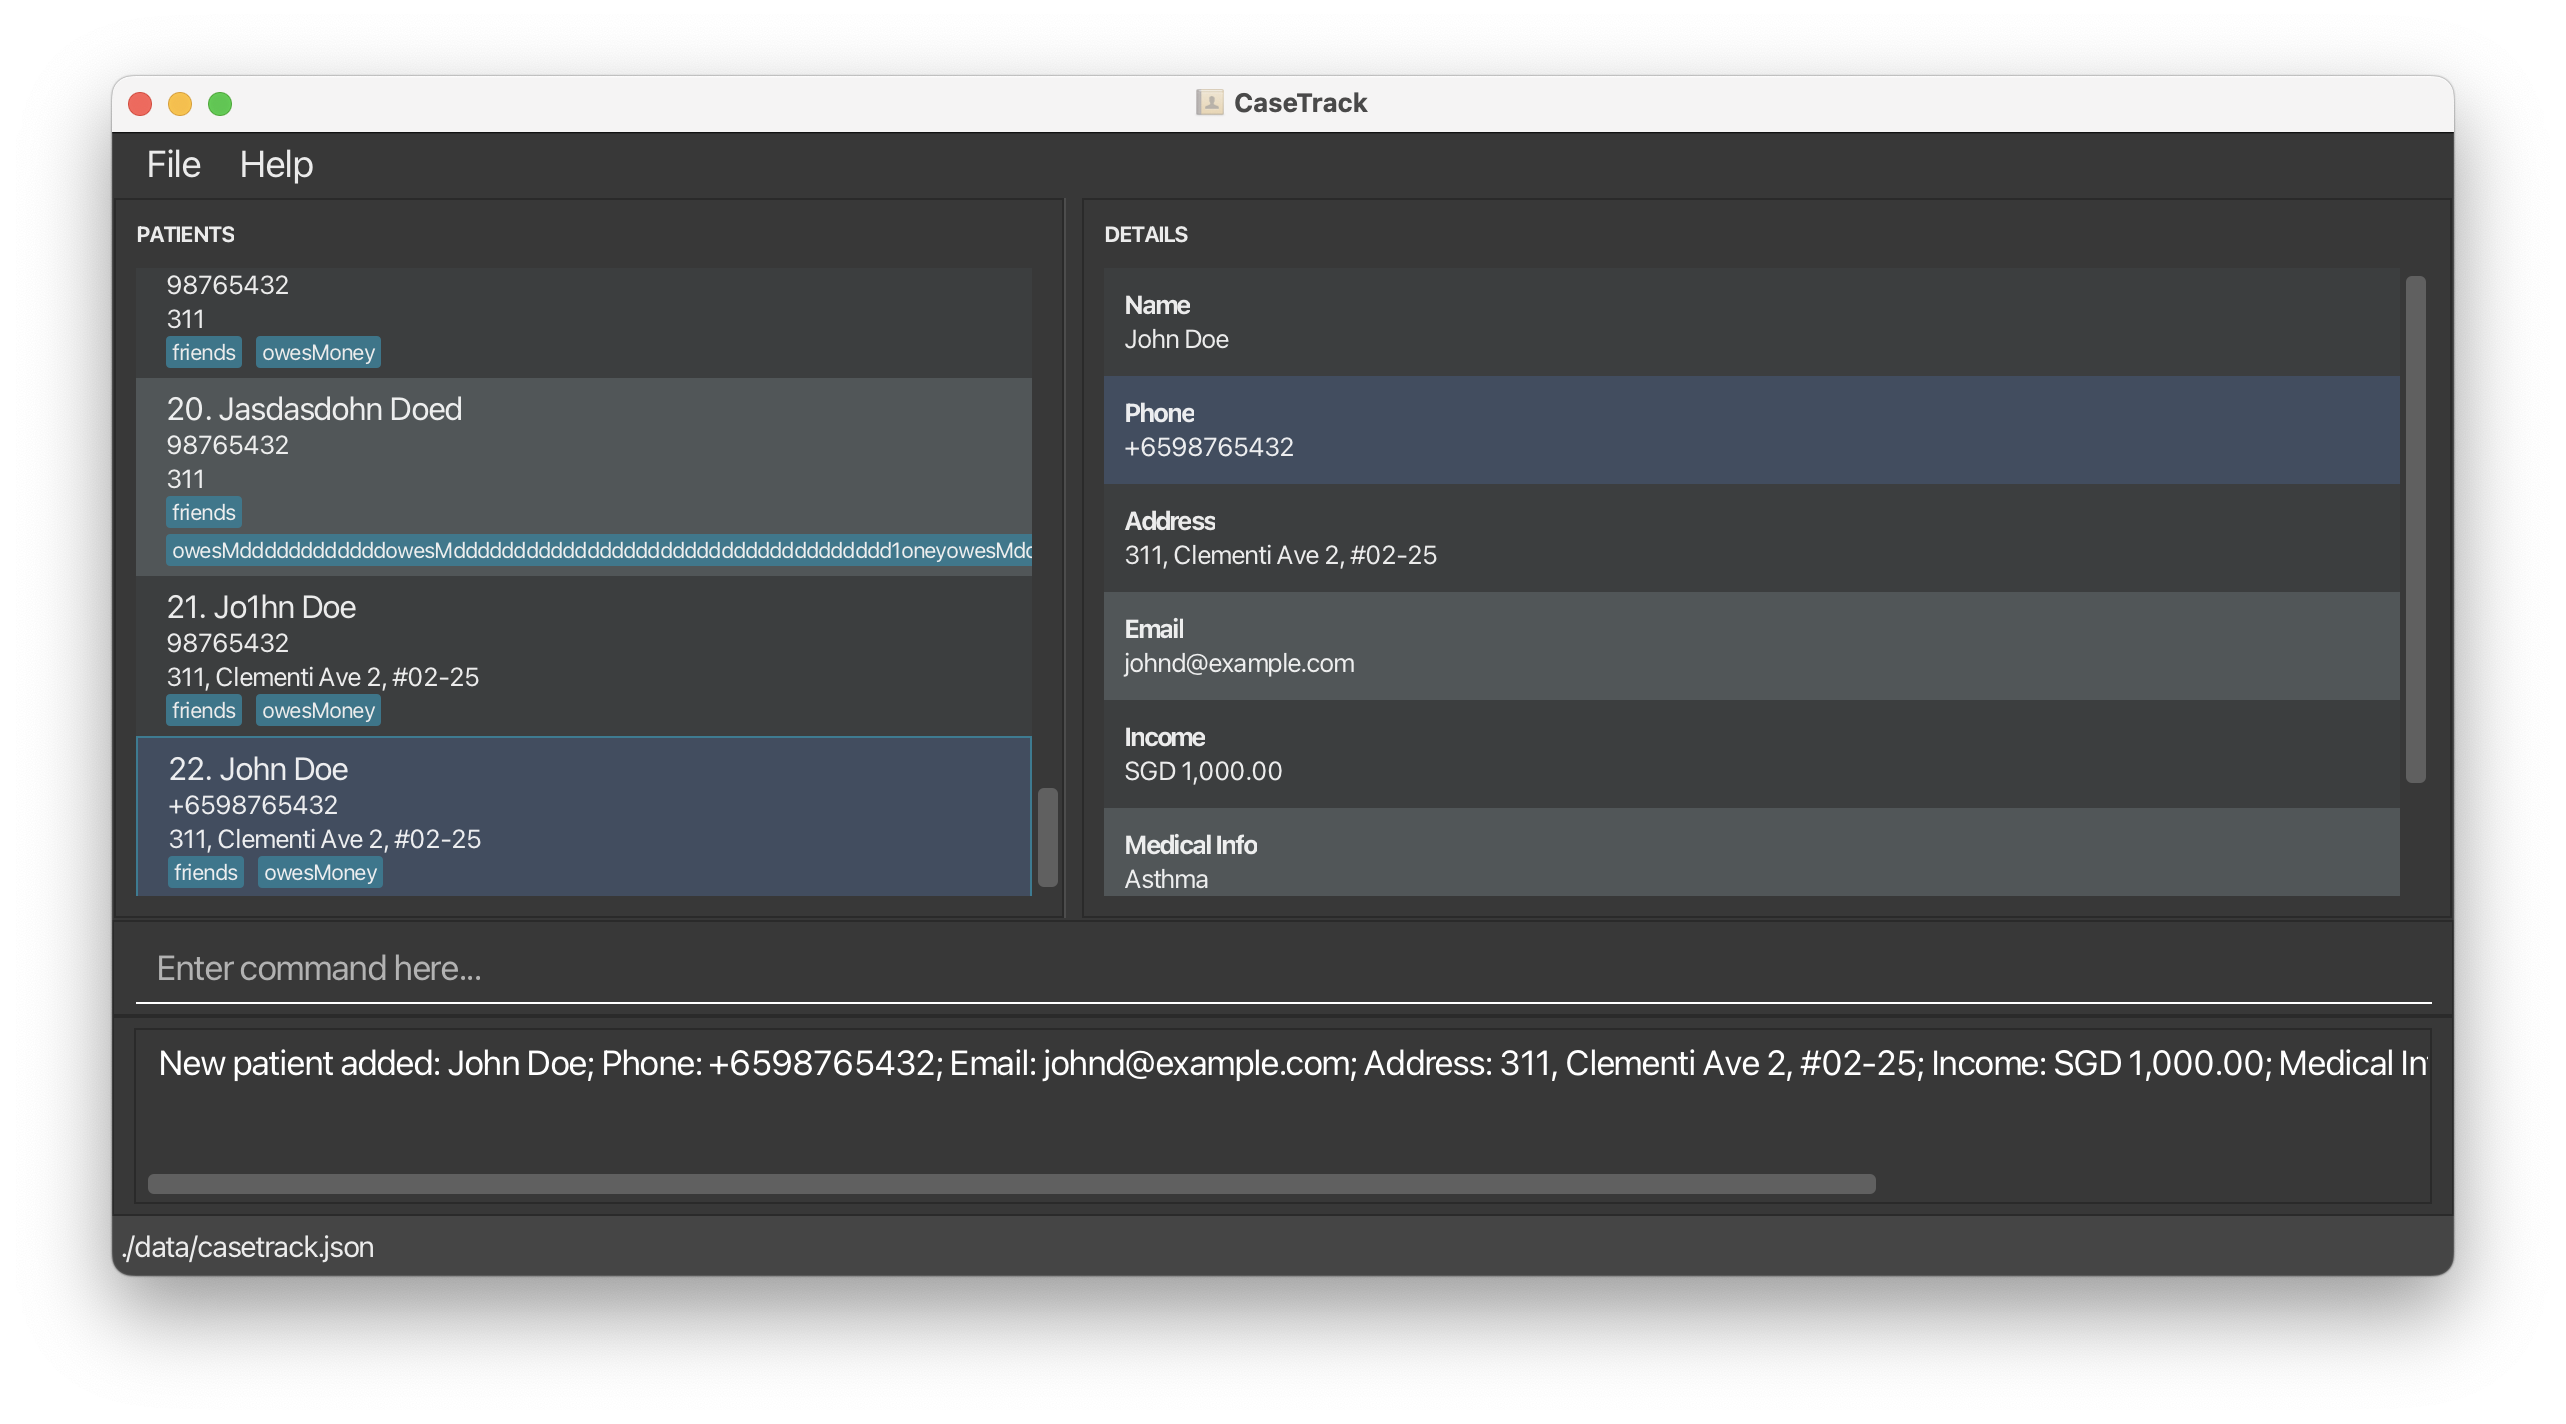 CaseTrack
File Help
PATIENTS
98765432
311
friends owesMoney
20. Jasdasdohn Doed
98765432
311
friends
21. Jo1hn Doe
98765432
311, Clementi Ave 2, #02-25
friends owesMoney
22. John Doe
+6598765432
311, Clementi Ave 2, #02-25
friends owesMoney
DETAILS
Name
John Doe
Phone
+6598765432
Address
311, Clementi Ave 2, #02-25
Email
johnd@example.com
Income
SGD 1,000.00
Medical Info
Asthma
Enter command here...
New patient added: John Doe; Phone: +6598765432; Email: johnd@example.com; Address: 311, Clementi Ave 2, #02-25; Income: SGD 1,000.00; Medical
./data/casetrack.json